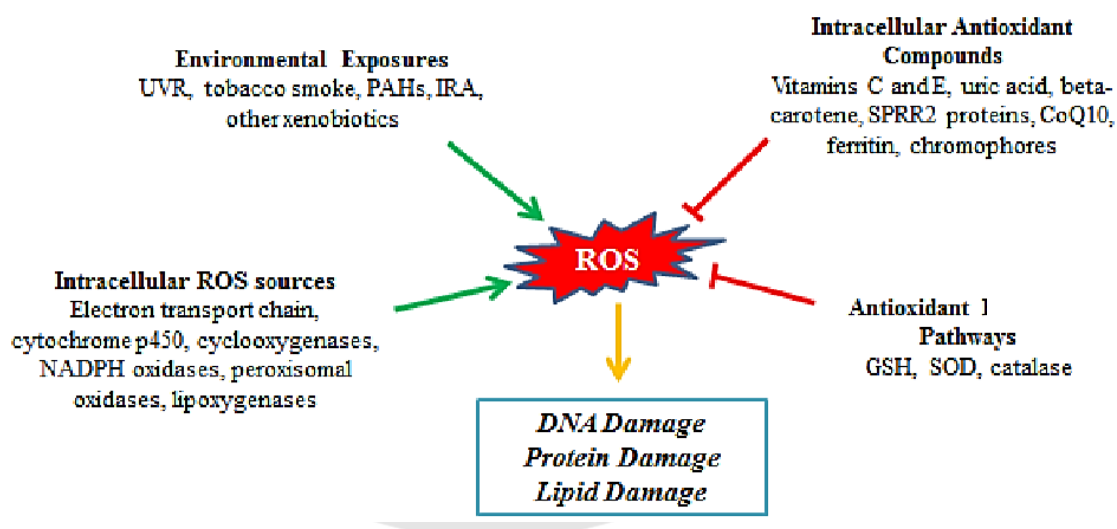 Environmental Exposures
UVR, tobacco smoke, PAHs, IRA,
other xenobiotics
Intracellular Antioxidant
Compounds
Vitamins C and E, uric acid, beta-
carotene, SPRR2 proteins, CoQ10,
ferritin, chromophores
ROS
Intracellular ROS sources
Electron transport chain,
cytochrome p450, cyclooxygenases,
NADPH oxidases, peroxisomal
oxidases, lipoxygenases
Antioxidant I
Pathways
GSH, SOD, catalase
DNA Damage
Protein Damage
Lipid Damage